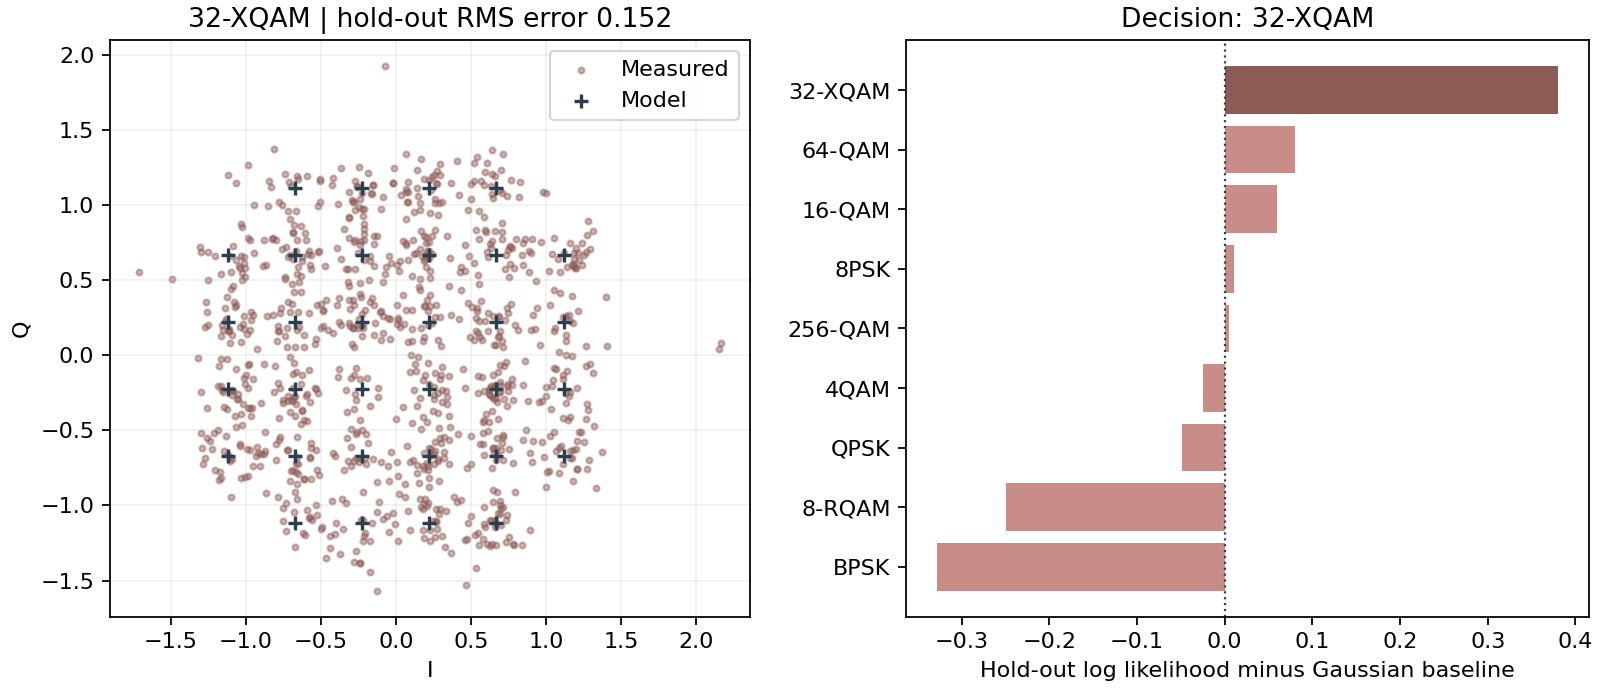 32-XQAM | hold-out RMS error 0.152
Measured
Model
2.0
1.5
1.0
0.5
0.0
−0.5
−1.0
−1.5
Q
−1.5
−1.0
−0.5
0.0
0.5
1.0
1.5
2.0
I
Decision: 32-XQAM
32-XQAM
64-QAM
16-QAM
8PSK
256-QAM
4QAM
QPSK
8-RQAM
BPSK
−0.3
−0.2
−0.1
0.0
0.1
0.2
0.3
0.4
Hold-out log likelihood minus Gaussian baseline